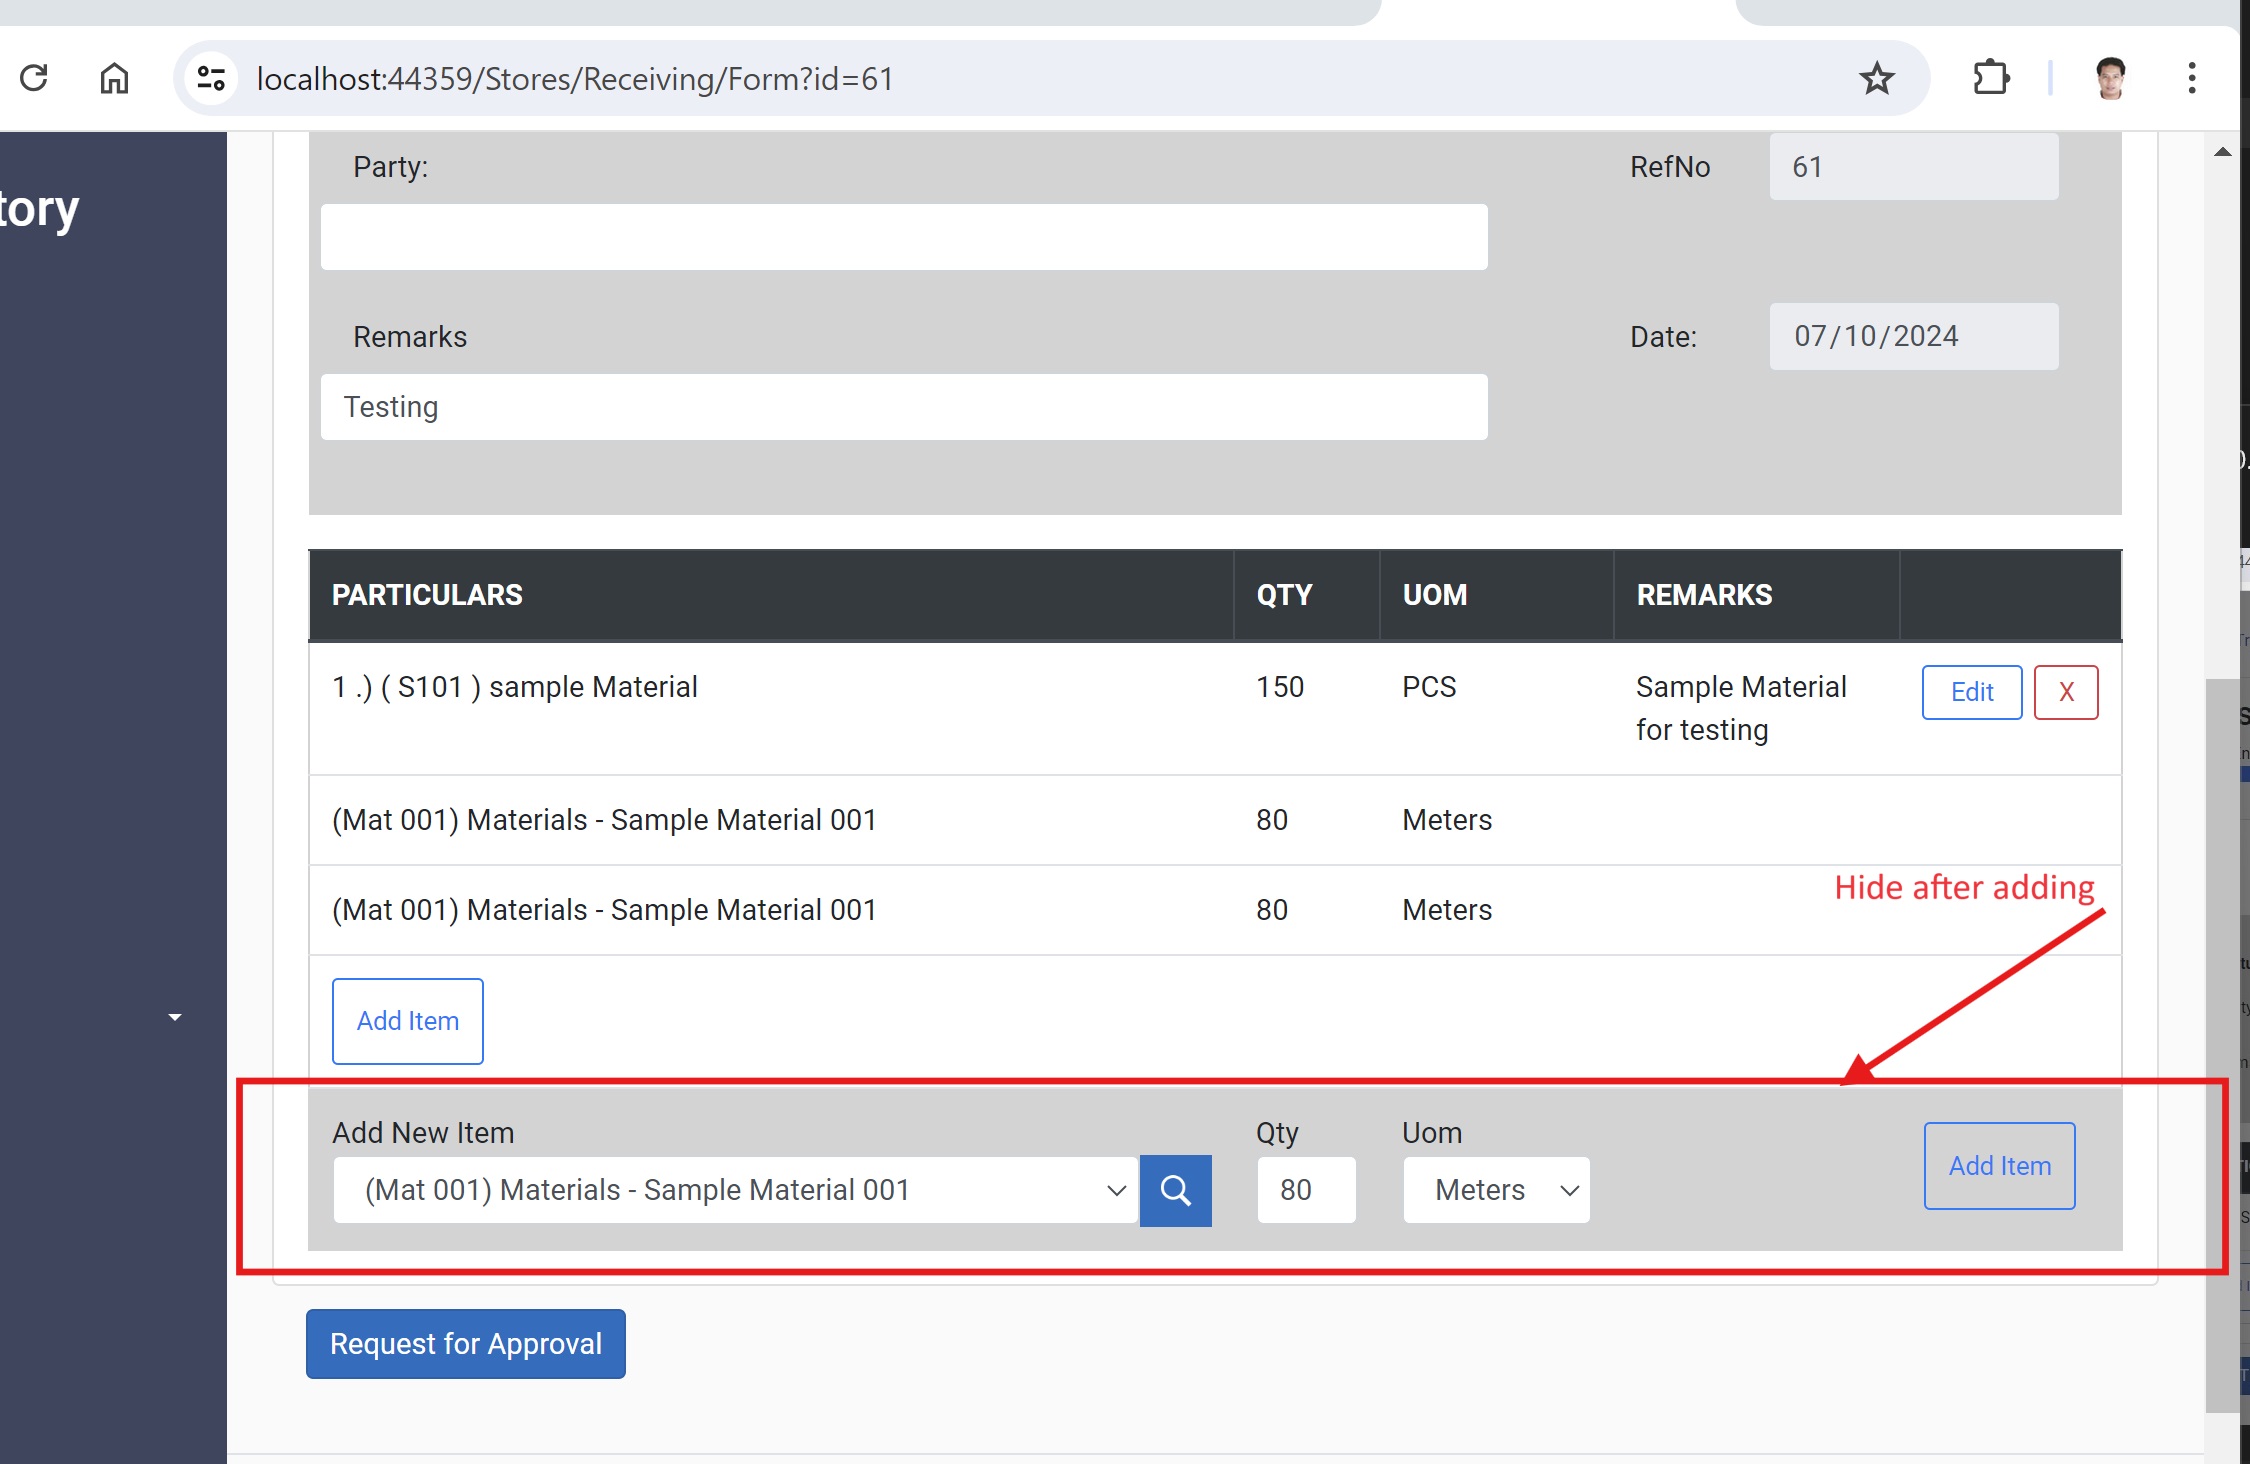 localhost:44359/Stores/Receiving/Form?id=61
tory
Party:
RefNo
61
Remarks
Date:
07/10/2024
Testing
PARTICULARS QTY UOM REMARKS
1 .) ( S101 ) sample Material 150 PCS Sample Material
for testing
Edit X
(Mat 001) Materials - Sample Material 001 80 Meters
Hide after adding
(Mat 001) Materials - Sample Material 001 80 Meters
Add Item
Add New Item Qty Uom
(Mat 001) Materials - Sample Material 001 80 Meters
Add Item
Request for Approval